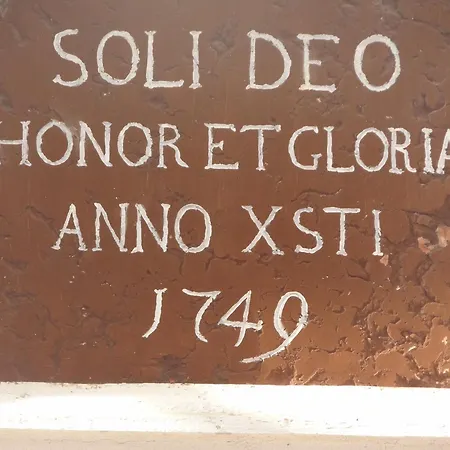 SOLI DEO
HONOR ET GLORIA
ANNO XSTI
1749